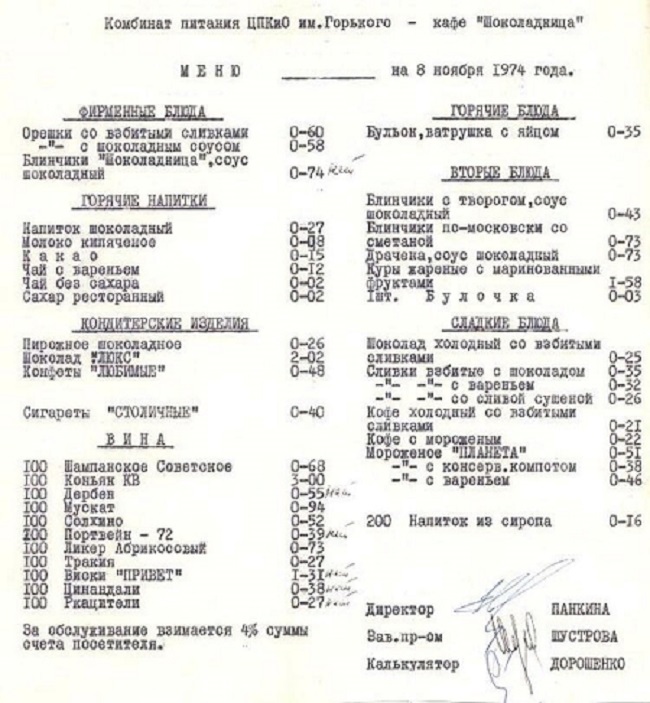 Комбинат питания ЦПКиО им.Горького - кафе "Шоколадница"
МЕНЮ на 8 ноября 1974 года.
ФИРМЕННЫЕ БЛЮДА
Орешки со взбитыми сливками 0-60
-"- с шоколадным соусом 0-58
Блинчики "Шоколадница",соус
шоколадный 0-74
ГОРЯЧИЕ НАПИТКИ
Напиток шоколадный 0-27
Молоко кипяченое 0-08
Какао 0-15
Чай с вареньем 0-12
Чай без сахара 0-02
Сахар ресторанный 0-02
КОНДИТЕРСКИЕ ИЗДЕЛИЯ
Пирожное шоколадное 0-26
Шоколад "ЛЮКС" 2-02
Конфеты "ЛЮБИМЫЕ" 0-48
Сигареты "СТОЛИЧНЫЕ" 0-40
ВИНА
100 Шампанское Советское 0-68
100 Коньяк КВ 3-00
100 Дербен 0-55
100 Мускат 0-94
100 Солхино 0-52
100 Портвейн - 72 0-39
100 Ликер Абрикосовый 0-73
100 Тракия 0-27
100 Виски "ПРИВЕТ" 1-31
100 Цинандали 0-38
100 Ркацители 0-27
За обслуживание взимается 4% суммы
счета посетителя.
ГОРЯЧИЕ БЛЮДА
Бульон,ватрушка с яйцом 0-35
ВТОРЫЕ БЛЮДА
Блинчики с творогом,соус
шоколадный 0-43
Блинчики по-московски со
сметаной 0-73
Драчена,соус шоколадный 0-73
Куры жареные с маринованными
фруктами 1-58
1шт. Булочка 0-03
СЛАДКИЕ БЛЮДА
Шоколад холодный со взбитыми
сливками 0-25
Сливки взбитые с шоколадом 0-35
-"- -"- с вареньем 0-32
-"- -"- со сливой сушеной 0-26
Кофе холодный со взбитыми
сливками 0-21
Кофе с мороженым 0-22
Мороженое "ПЛАНЕТА" 0-51
-"- с консерв.компотом 0-38
-"- с вареньем 0-46
200 Напиток из сиропа 0-16
Директор ПАНКИНА
Зав.пр-ом ШУСТРОВА
Калькулятор ДОРОШЕНКО